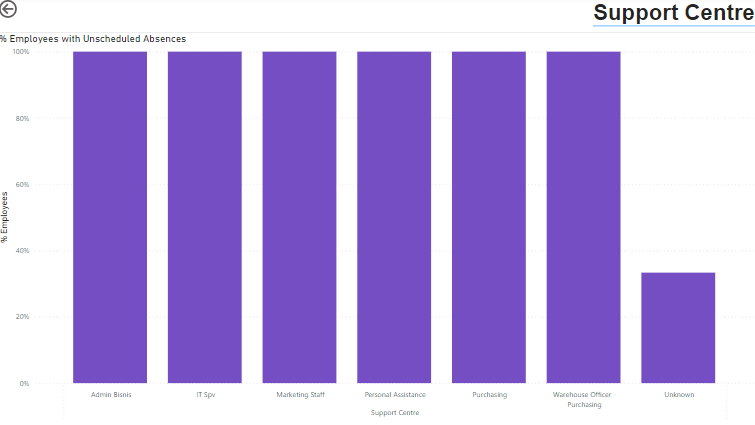 Support Centre
% Employees with Unscheduled Absences
100%
80%
60%
40%
20%
0%
% Employees
Admin Bisnis
IT Spv
Marketing Staff
Personal Assistance
Purchasing
Warehouse Officer
Purchasing
Unknown
Support Centre